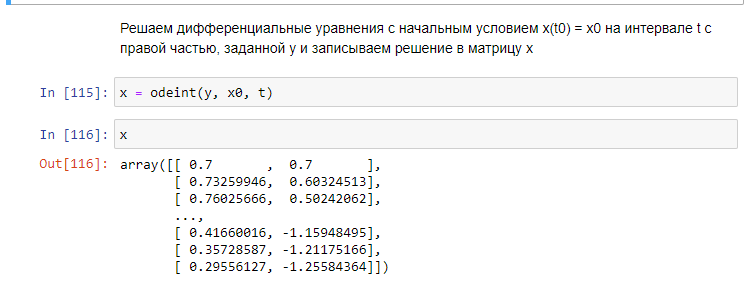 Решаем дифференциальные уравнения с начальным условием x(t0) = x0 на интервале t с
правой частью, заданной y и записываем решение в матрицу x
In [115]: x = odeint(y, x0, t)
In [116]: x
Out[116]: array([[ 0.7       ,  0.7       ],
[ 0.73259946,  0.60324513],
[ 0.76025666,  0.50242062],
...,
[ 0.41660016, -1.15948495],
[ 0.35728587, -1.21175166],
[ 0.29556127, -1.25584364]])